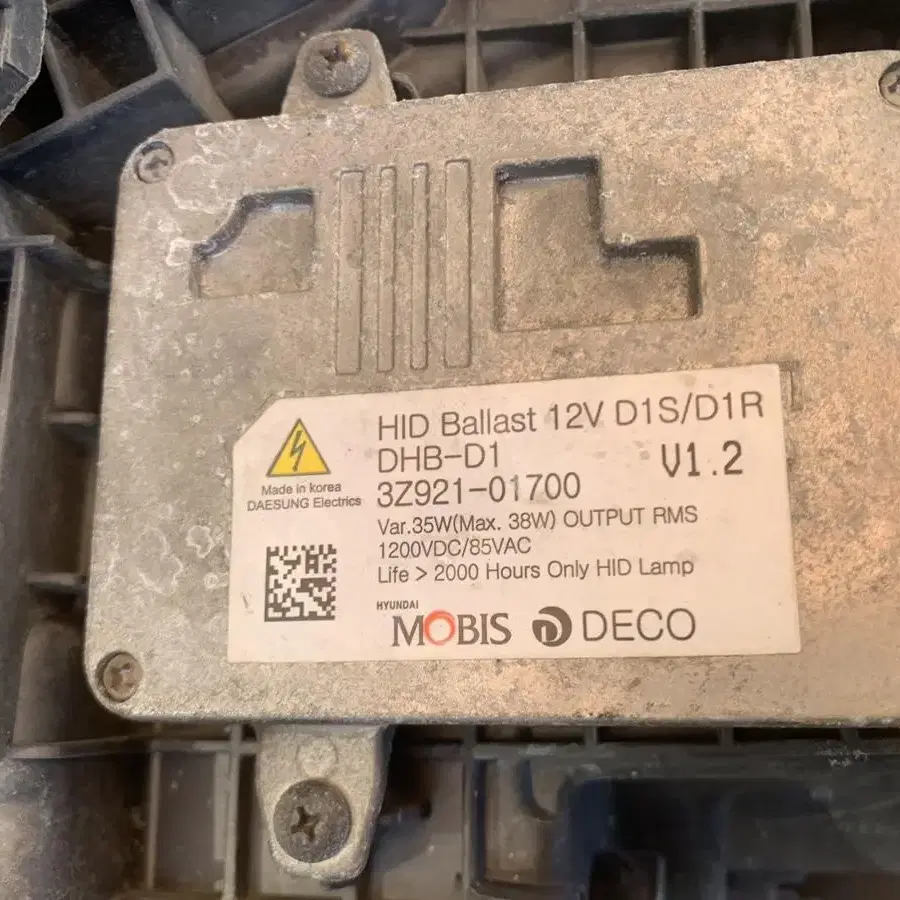 HID Ballast 12V D1S/D1R
DHB-D1 V1.2
3Z921-01700
Made in korea
DAESUNG Electrics
Var.35W(Max. 38W) OUTPUT RMS
1200VDC/85VAC
Life > 2000 Hours Only HID Lamp
HYUNDAI
MOBIS DECO